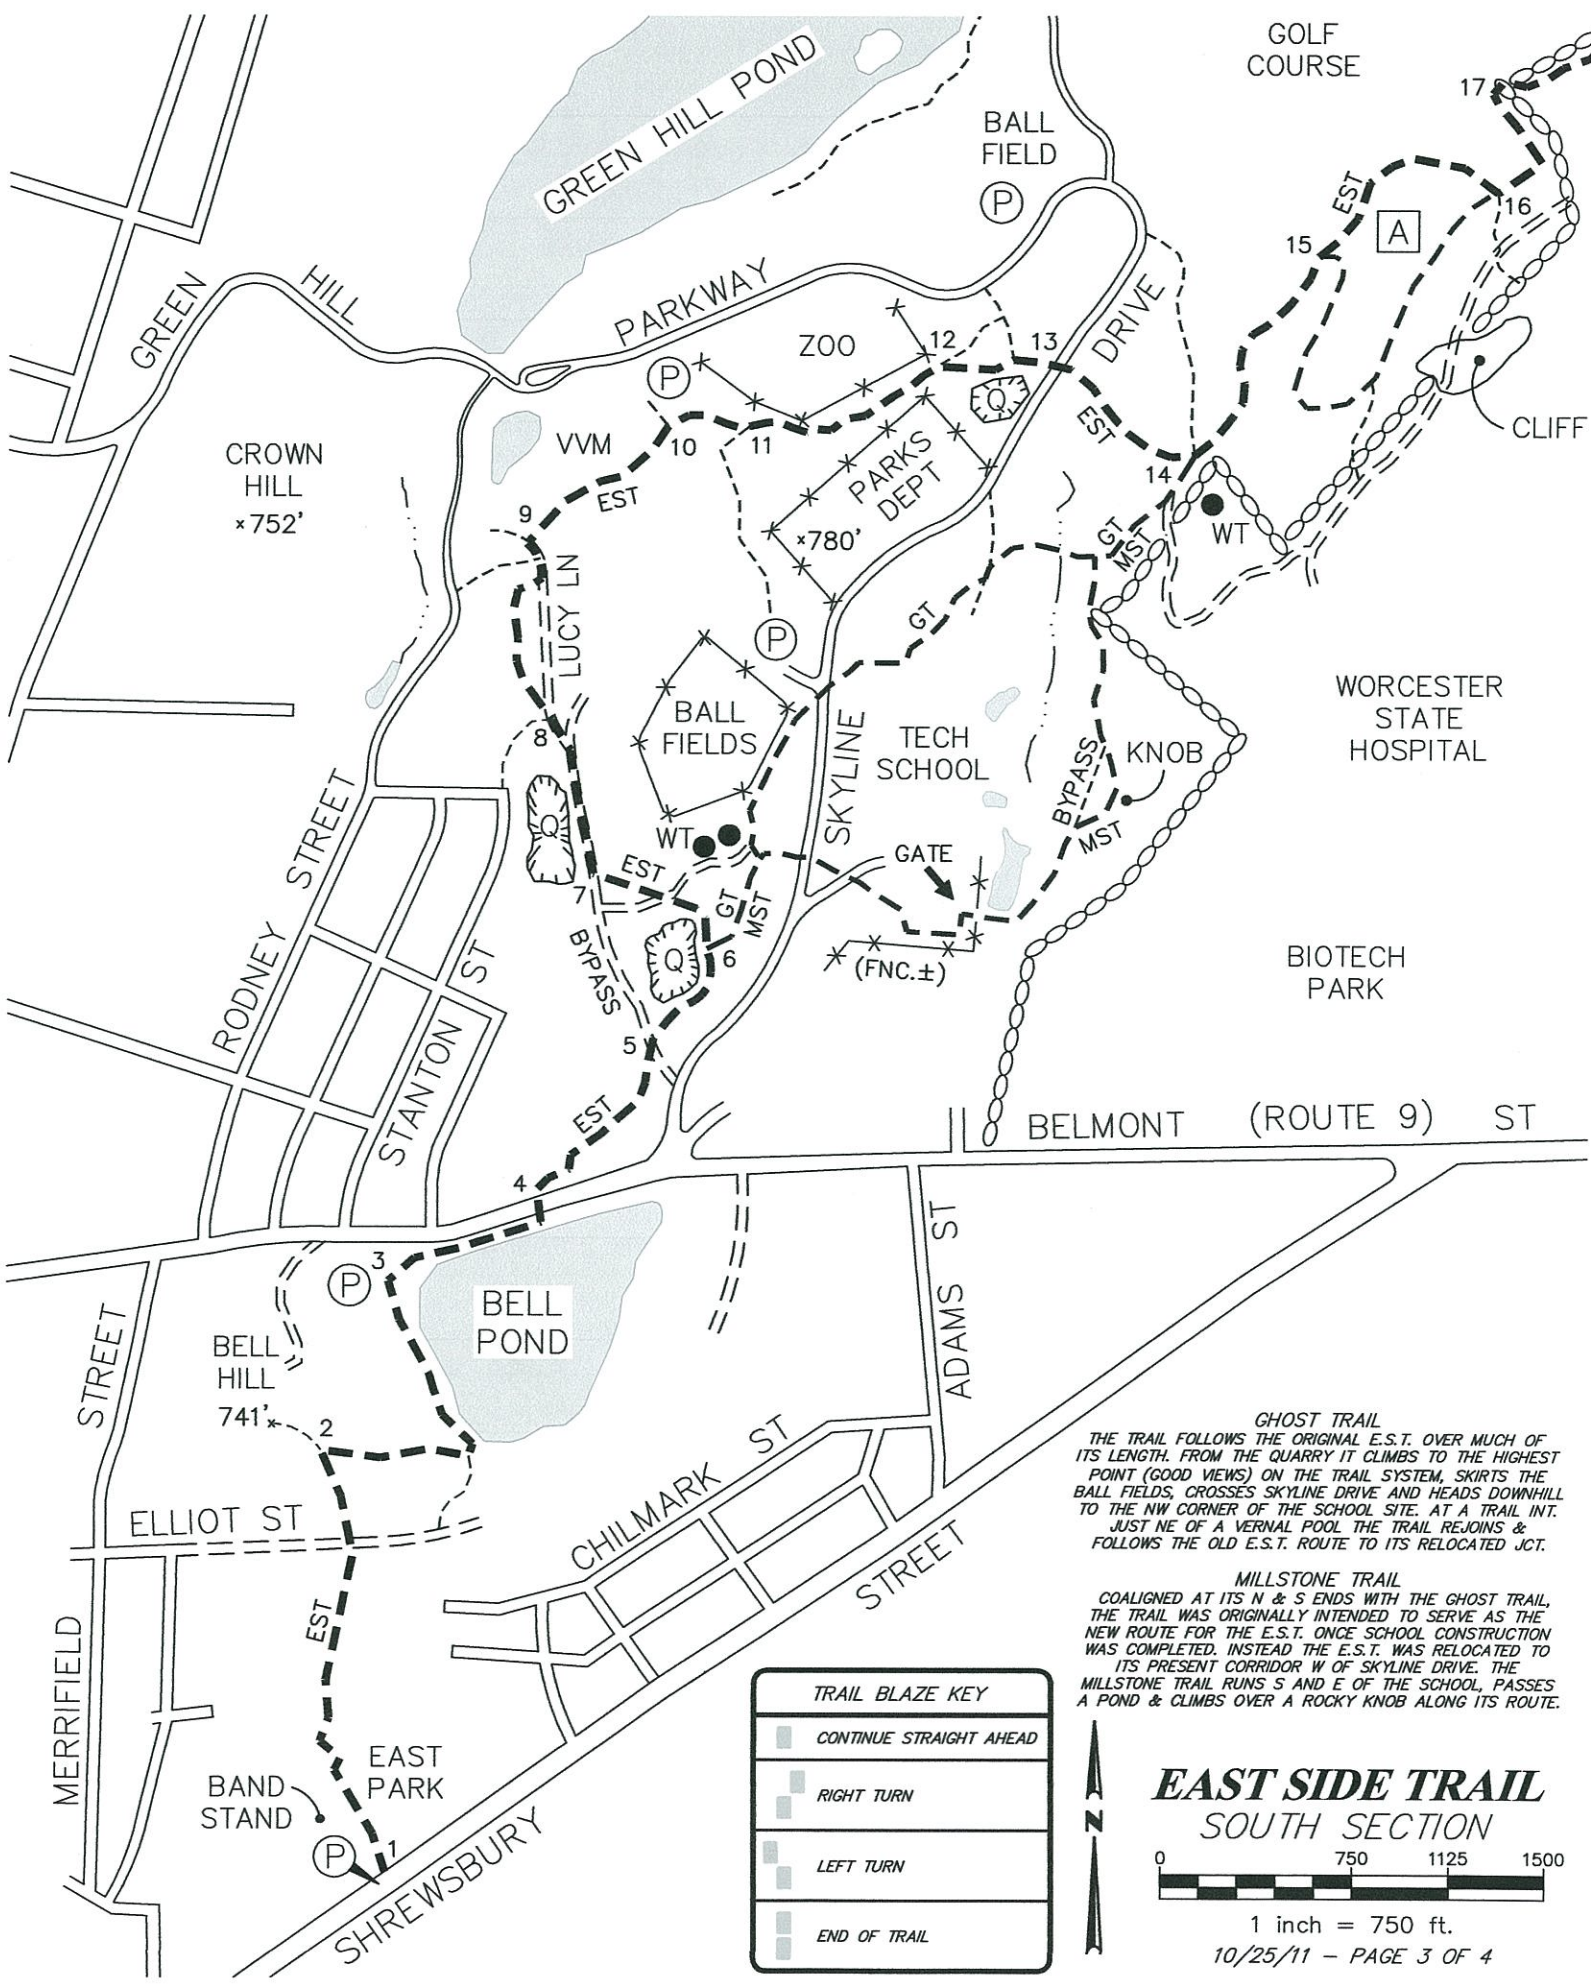 GOLF
COURSE
17
GREEN HILL POND
BALL
FIELD
P
EST
16
A
15
GREEN
HILL
PARKWAY
DRIVE
ZOO
12
13
P
CLIFF
Q
EST
VVM
10
11
CROWN
HILL
×752'
PARKS
DEPT
×780'
14
WT
EST
9
GT
MST
LUCY LN
GT
P
WORCESTER
STATE
HOSPITAL
BALL
FIELDS
8
TECH
SCHOOL
SKYLINE
KNOB
BYPASS
MST
Q
WT
GATE
RODNEY
STREET
EST
7
GT
MST
6
Q
(FNC.±)
BYPASS
STANTON
ST
BIOTECH
PARK
5
EST
BELMONT
(ROUTE 9)
ST
4
3
P
BELL
POND
ADAMS
ST
BELL
HILL
741'×
2
STREET
MERRIFIELD
ELLIOT ST
CHILMARK
ST
EST
EAST
PARK
BAND
STAND
P
1
SHREWSBURY
STREET
GHOST TRAIL
THE TRAIL FOLLOWS THE ORIGINAL E.S.T. OVER MUCH OF
ITS LENGTH. FROM THE QUARRY IT CLIMBS TO THE HIGHEST
POINT (GOOD VIEWS) ON THE TRAIL SYSTEM, SKIRTS THE
BALL FIELDS, CROSSES SKYLINE DRIVE AND HEADS DOWNHILL
TO THE NW CORNER OF THE SCHOOL SITE. AT A TRAIL INT.
JUST NE OF A VERNAL POOL THE TRAIL REJOINS &
FOLLOWS THE OLD E.S.T. ROUTE TO ITS RELOCATED JCT.
MILLSTONE TRAIL
COALIGNED AT ITS N & S ENDS WITH THE GHOST TRAIL,
THE TRAIL WAS ORIGINALLY INTENDED TO SERVE AS THE
NEW ROUTE FOR THE E.S.T. ONCE SCHOOL CONSTRUCTION
WAS COMPLETED. INSTEAD THE E.S.T. WAS RELOCATED TO
ITS PRESENT CORRIDOR W OF SKYLINE DRIVE. THE
MILLSTONE TRAIL RUNS S AND E OF THE SCHOOL, PASSES
A POND & CLIMBS OVER A ROCKY KNOB ALONG ITS ROUTE.
TRAIL BLAZE KEY
CONTINUE STRAIGHT AHEAD
RIGHT TURN
LEFT TURN
END OF TRAIL
N
EAST SIDE TRAIL
SOUTH SECTION
0 750 1125 1500
1 inch = 750 ft.
10/25/11 – PAGE 3 OF 4